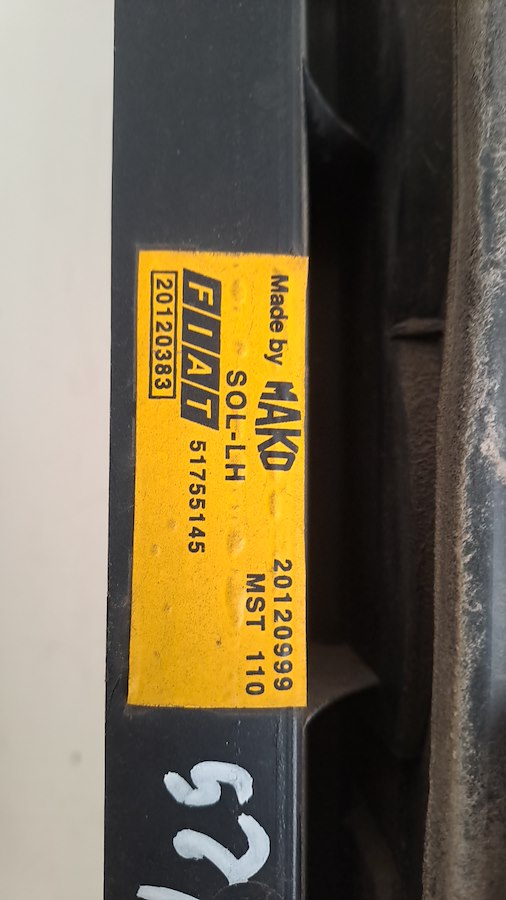 Made by MAKO 20120999
SOL-LH MST 110
FIAT 51755145
20120383